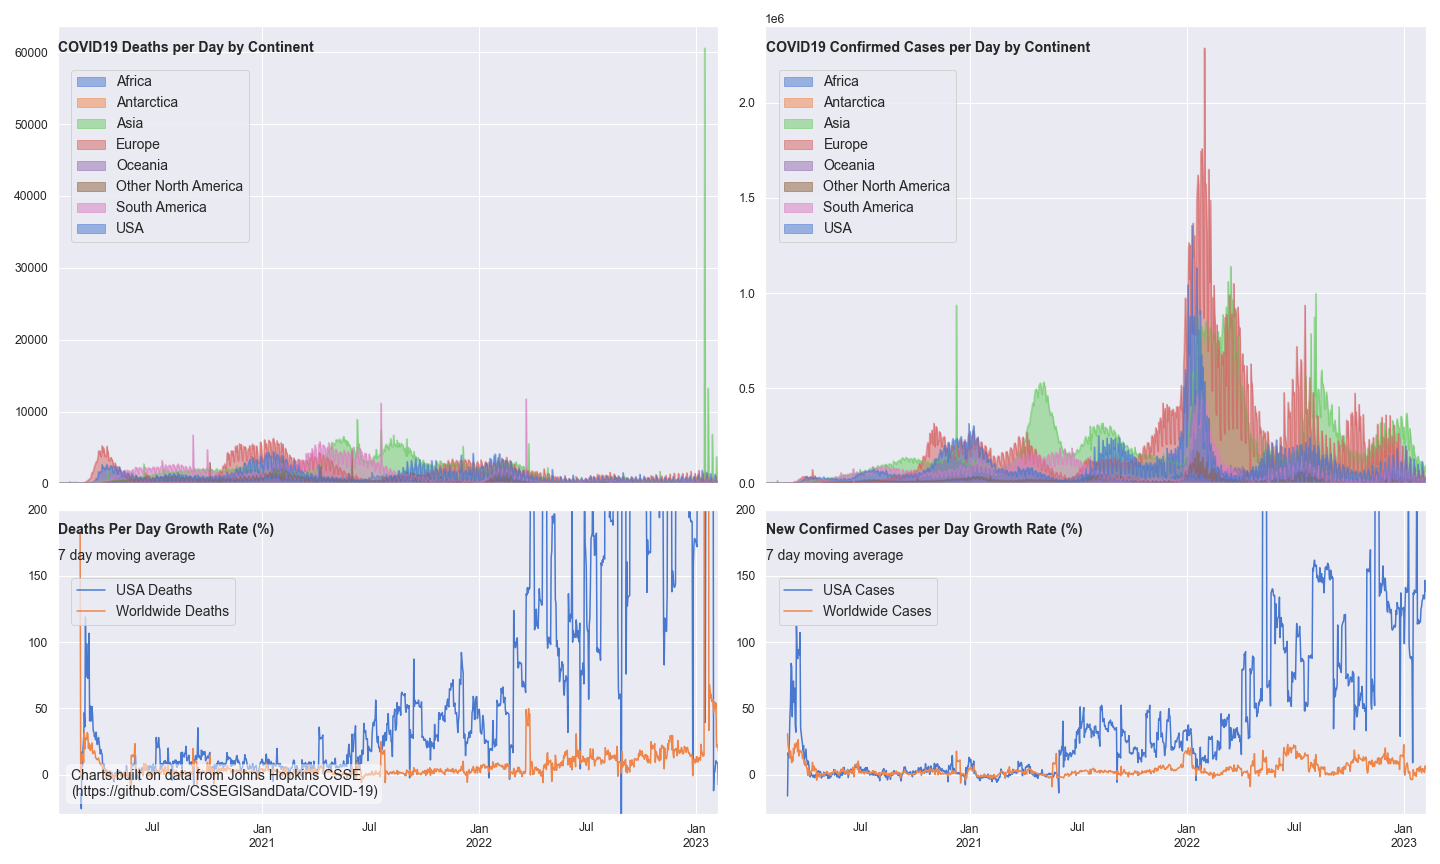 COVID19 Deaths per Day by Continent
60000
50000
40000
30000
20000
10000
0
Africa
Antarctica
Asia
Europe
Oceania
Other North America
South America
USA
1e6
COVID19 Confirmed Cases per Day by Continent
2.0
1.5
1.0
0.5
0.0
Africa
Antarctica
Asia
Europe
Oceania
Other North America
South America
USA
Deaths Per Day Growth Rate (%)
7 day moving average
200
150
100
50
0
USA Deaths
Worldwide Deaths
Charts built on data from Johns Hopkins CSSE
(https://github.com/CSSEGISandData/COVID-19)
Jul
Jan
2021
Jul
Jan
2022
Jul
Jan
2023
New Confirmed Cases per Day Growth Rate (%)
7 day moving average
200
150
100
50
0
USA Cases
Worldwide Cases
Jul
Jan
2021
Jul
Jan
2022
Jul
Jan
2023